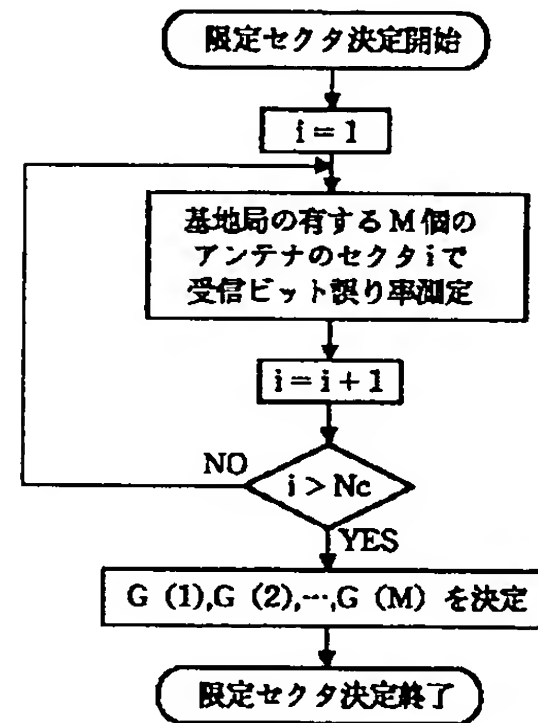 限定セクタ決定開始
i = 1
基地局の有するM個の
アンテナのセクタiで
受信ビット誤り率測定
i = i + 1
NO
i > Nc
YES
G (1),G (2),…,G (M) を決定
限定セクタ決定終了